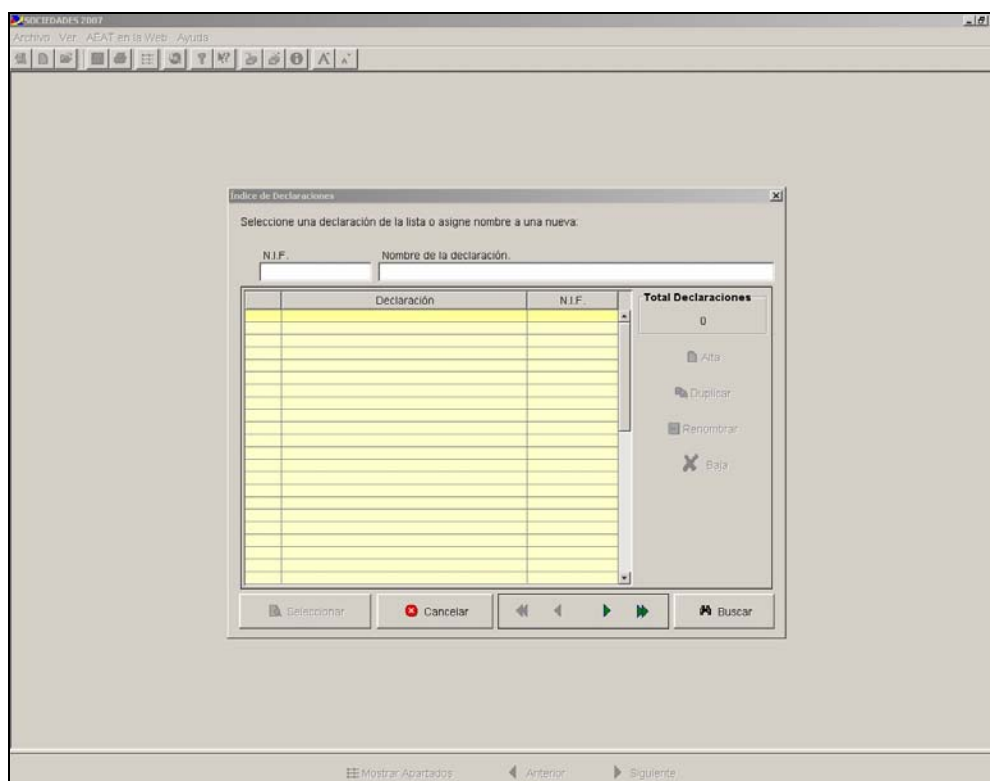 SOCIEDADES 2007
Archivo Ver AEAT en la Web Ayuda
Índice de Declaraciones
Seleccione una declaración de la lista o asigne nombre a una nueva:
N.I.F. Nombre de la declaración.
Declaración N.I.F. Total Declaraciones
0
Alta
Duplicar
Renombrar
Baja
Seleccionar Cancelar Buscar
Mostrar Apartados Anterior Siguiente